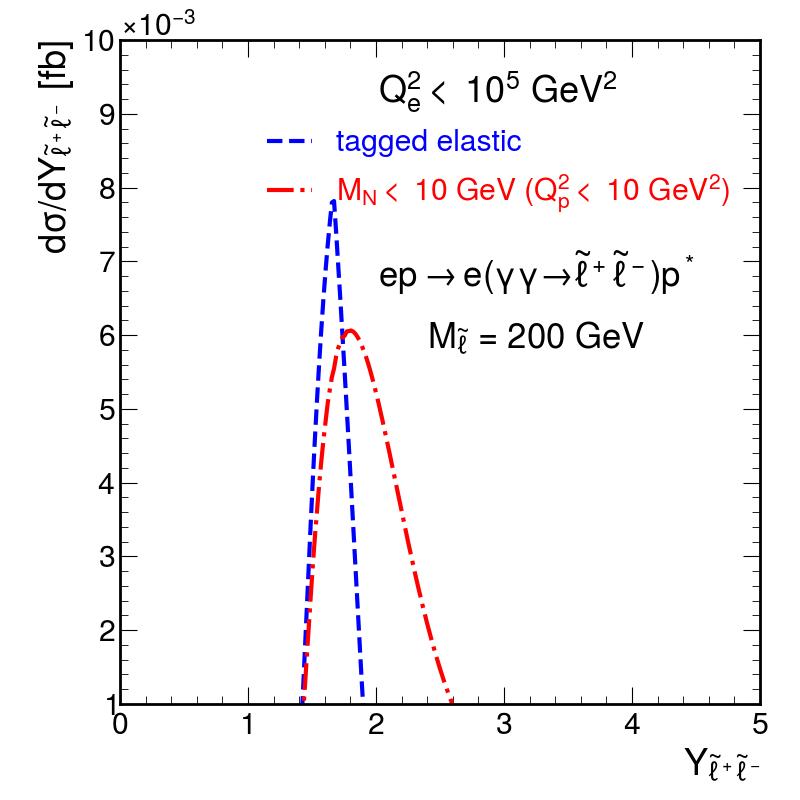 ×10⁻³
dσ/dY_ℓ̃⁺ℓ̃⁻ [fb]
10
9
8
7
6
5
4
3
2
1
Q²ₑ < 10⁵ GeV²
tagged elastic
M_N < 10 GeV (Q²ₚ < 10 GeV²)
ep → e(γγ→ℓ̃⁺ℓ̃⁻)p*
M_ℓ̃ = 200 GeV
0 1 2 3 4 5
Y_ℓ̃⁺ℓ̃⁻